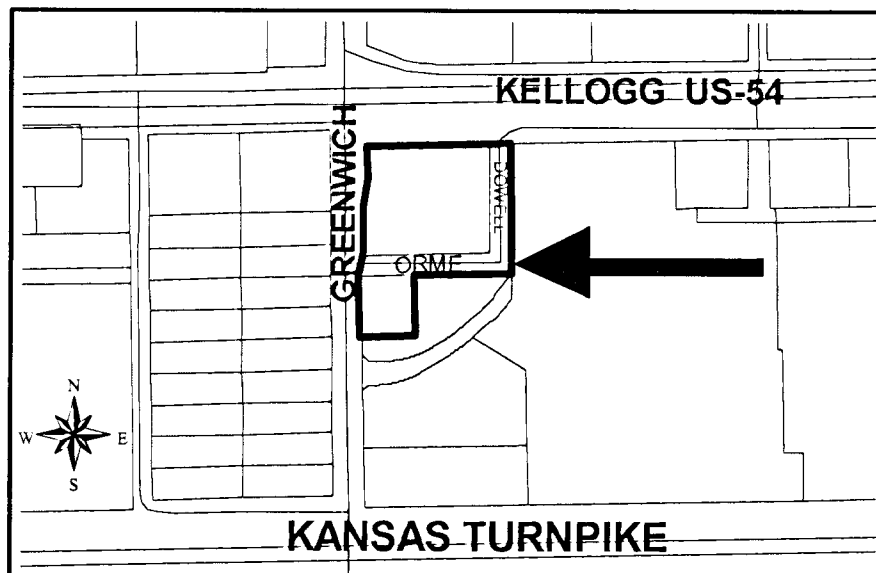 KELLOGG US-54
GREENWICH
DOWELL
ORME
N
W E
S
KANSAS TURNPIKE